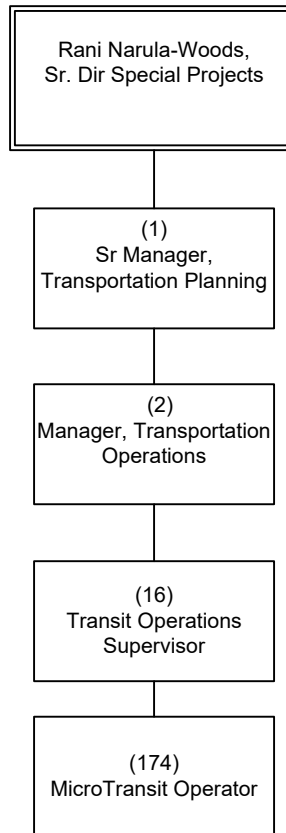 Rani Narula-Woods,
Sr. Dir Special Projects
(1)
Sr Manager,
Transportation Planning
(2)
Manager, Transportation
Operations
(16)
Transit Operations
Supervisor
(174)
MicroTransit Operator